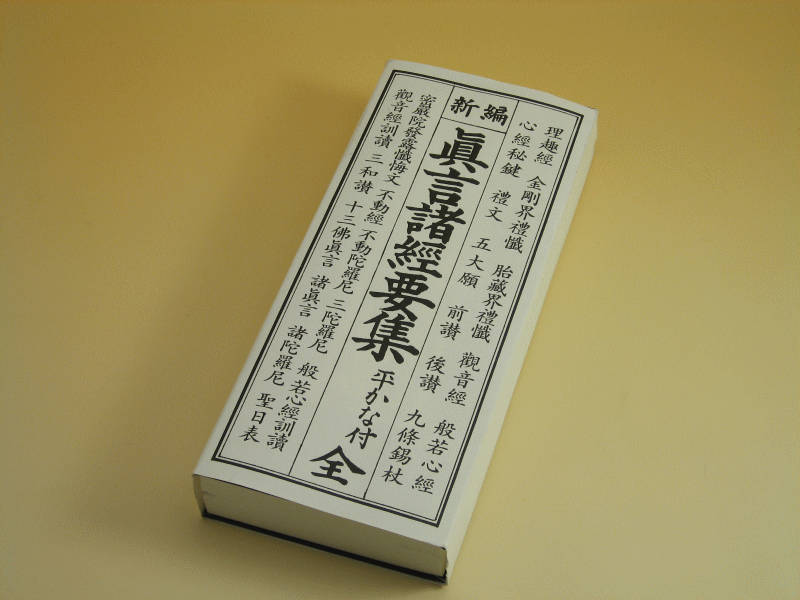 新編
理趣經 金剛界禮懺 胎藏界禮懺 觀音經 般若心經
心經秘鍵 禮文 五大願 前讃 後讃 九條錫杖
眞言諸經要集 平かな付 全
密嚴院發露懺悔文 不動經 不動陀羅尼 三陀羅尼 般若心經訓讀
觀音經訓讀 三和讃 十三佛眞言 諸眞言 諸陀羅尼 聖日表